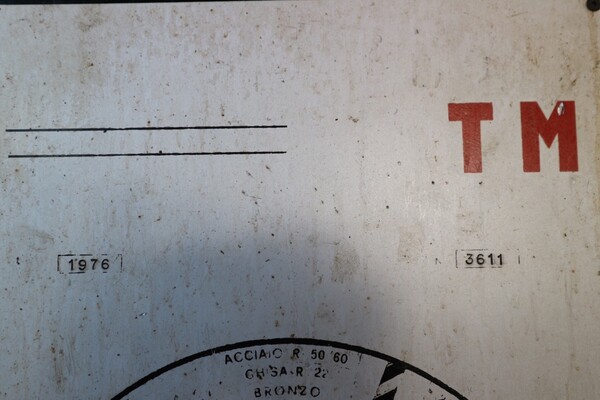 TM
1976
3611
ACCIAIO R 50 60
GHISA R 22
BRONZO